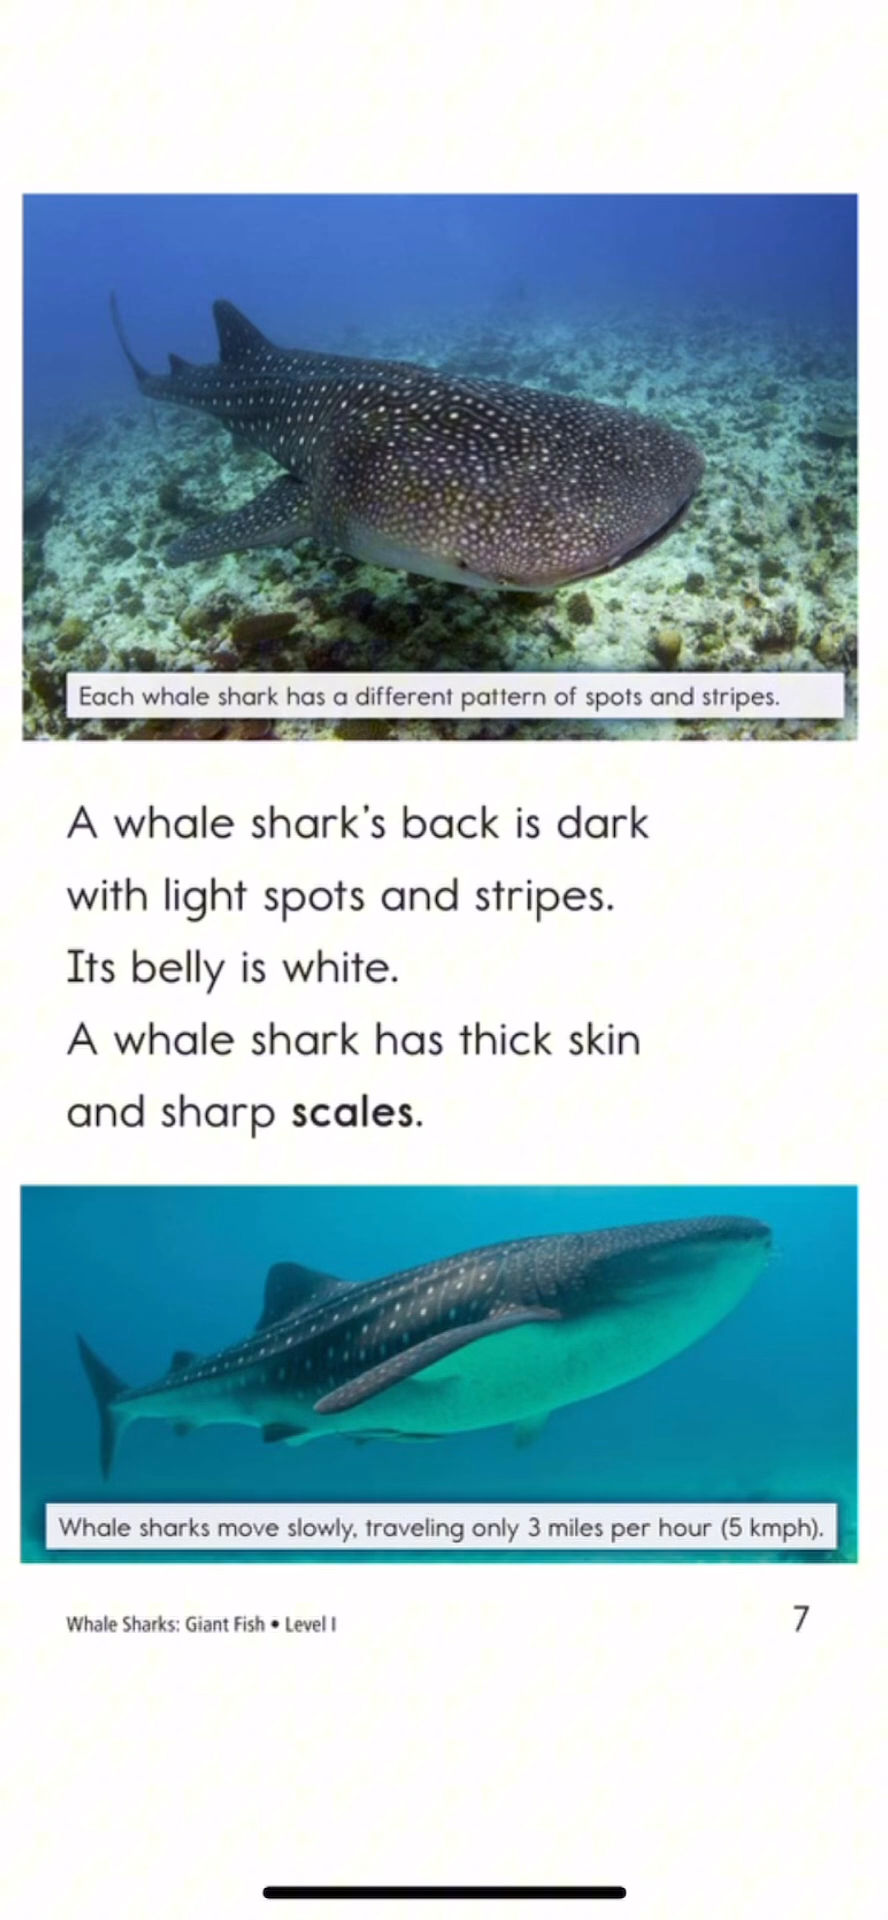 Each whale shark has a different pattern of spots and stripes.
A whale shark's back is dark
with light spots and stripes.
Its belly is white.
A whale shark has thick skin
and sharp scales.
Whale sharks move slowly, traveling only 3 miles per hour (5 kmph).
Whale Sharks: Giant Fish • Level I
7